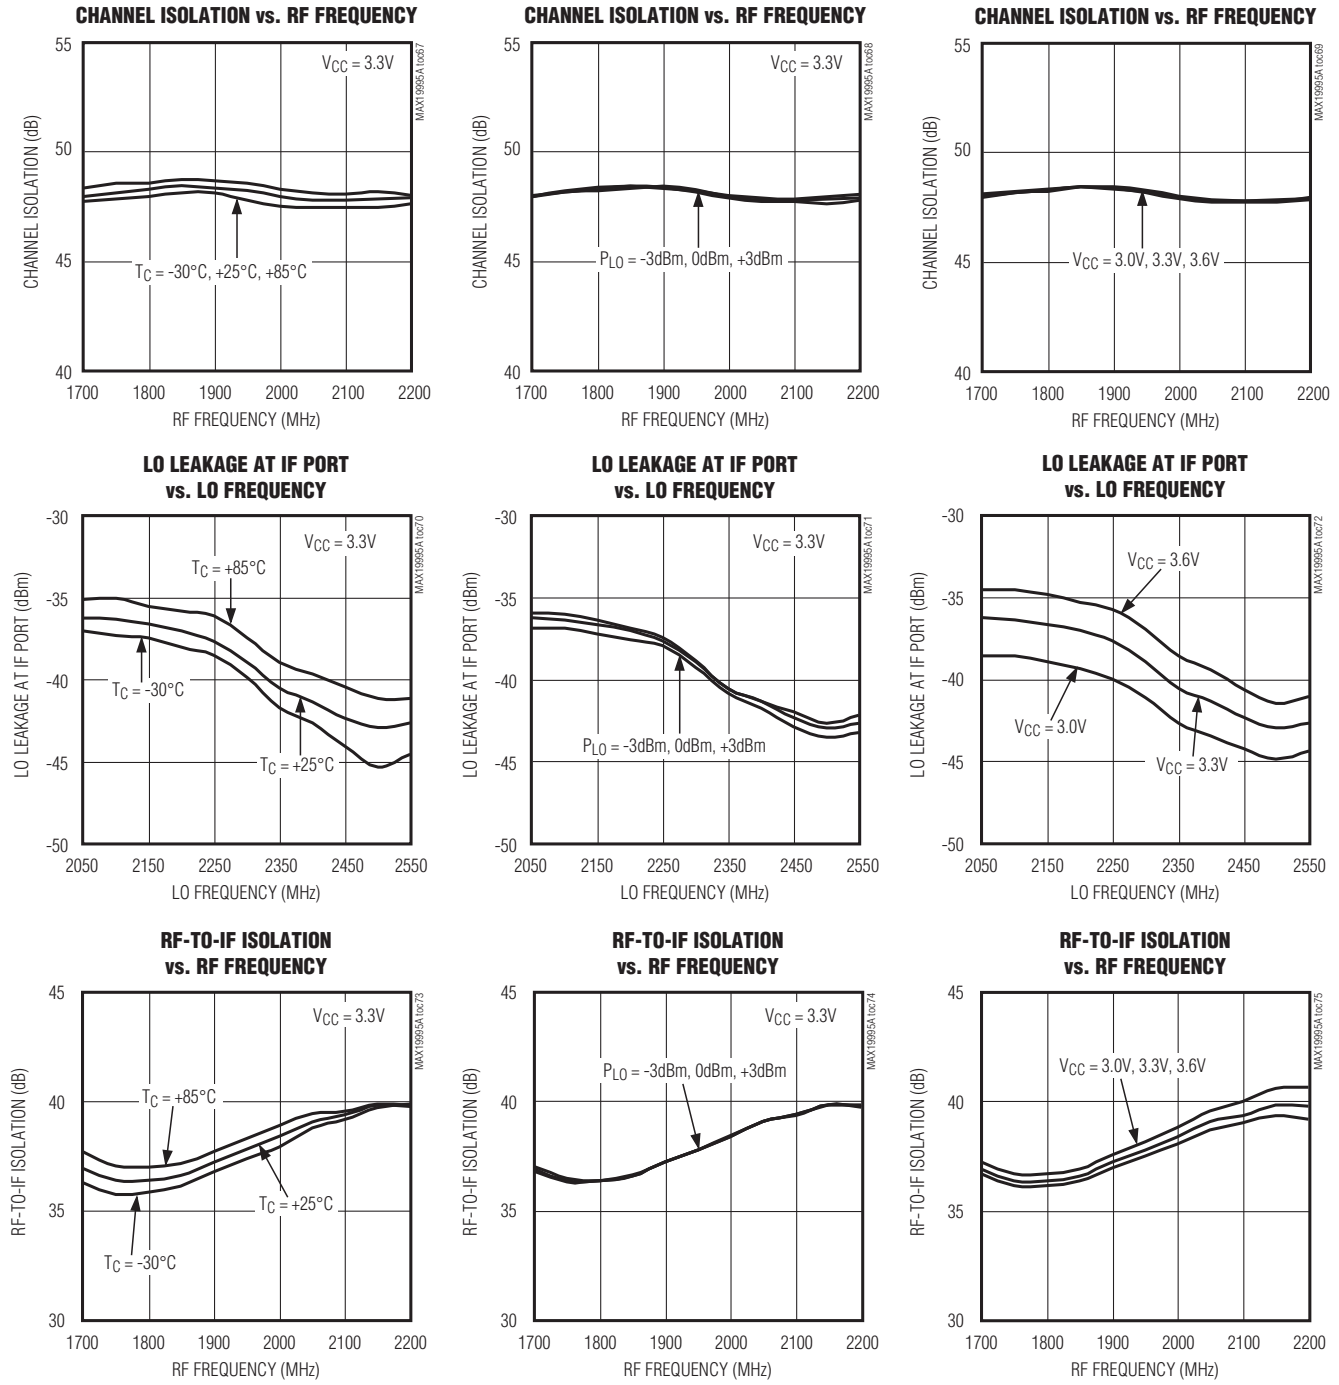 CHANNEL ISOLATION vs. RF FREQUENCY
55
50
45
40
CHANNEL ISOLATION (dB)
VCC = 3.3V
MAX19995A toc67
TC = -30°C, +25°C, +85°C
1700 1800 1900 2000 2100 2200
RF FREQUENCY (MHz)
CHANNEL ISOLATION vs. RF FREQUENCY
55
50
45
40
CHANNEL ISOLATION (dB)
VCC = 3.3V
MAX19995A toc68
PLO = -3dBm, 0dBm, +3dBm
1700 1800 1900 2000 2100 2200
RF FREQUENCY (MHz)
CHANNEL ISOLATION vs. RF FREQUENCY
55
50
45
40
CHANNEL ISOLATION (dB)
MAX19995A toc69
VCC = 3.0V, 3.3V, 3.6V
1700 1800 1900 2000 2100 2200
RF FREQUENCY (MHz)
LO LEAKAGE AT IF PORT
vs. LO FREQUENCY
-30
-35
-40
-45
-50
LO LEAKAGE AT IF PORT (dBm)
VCC = 3.3V
MAX19995A toc70
TC = +85°C
TC = -30°C
TC = +25°C
2050 2150 2250 2350 2450 2550
LO FREQUENCY (MHz)
LO LEAKAGE AT IF PORT
vs. LO FREQUENCY
-30
-35
-40
-45
-50
LO LEAKAGE AT IF PORT (dBm)
VCC = 3.3V
MAX19995A toc71
PLO = -3dBm, 0dBm, +3dBm
2050 2150 2250 2350 2450 2550
LO FREQUENCY (MHz)
LO LEAKAGE AT IF PORT
vs. LO FREQUENCY
-30
-35
-40
-45
-50
LO LEAKAGE AT IF PORT (dBm)
MAX19995A toc72
VCC = 3.6V
VCC = 3.0V
VCC = 3.3V
2050 2150 2250 2350 2450 2550
LO FREQUENCY (MHz)
RF-TO-IF ISOLATION
vs. RF FREQUENCY
45
40
35
30
RF-TO-IF ISOLATION (dB)
VCC = 3.3V
MAX19995A toc73
TC = +85°C
TC = +25°C
TC = -30°C
1700 1800 1900 2000 2100 2200
RF FREQUENCY (MHz)
RF-TO-IF ISOLATION
vs. RF FREQUENCY
45
40
35
30
RF-TO-IF ISOLATION (dB)
VCC = 3.3V
MAX19995A toc74
PLO = -3dBm, 0dBm, +3dBm
1700 1800 1900 2000 2100 2200
RF FREQUENCY (MHz)
RF-TO-IF ISOLATION
vs. RF FREQUENCY
45
40
35
30
RF-TO-IF ISOLATION (dB)
MAX19995A toc75
VCC = 3.0V, 3.3V, 3.6V
1700 1800 1900 2000 2100 2200
RF FREQUENCY (MHz)